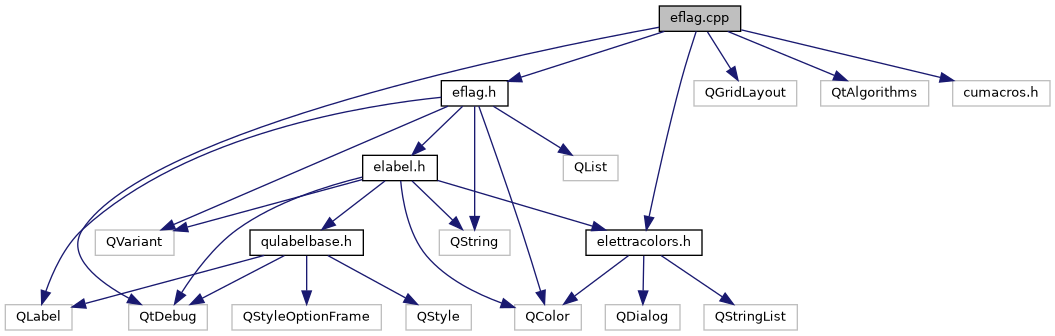 eflag.cpp
eflag.h
QGridLayout
QtAlgorithms
cumacros.h
elabel.h
QList
QVariant
qulabelbase.h
QString
elettracolors.h
QLabel
QtDebug
QStyleOptionFrame
QStyle
QColor
QDialog
QStringList